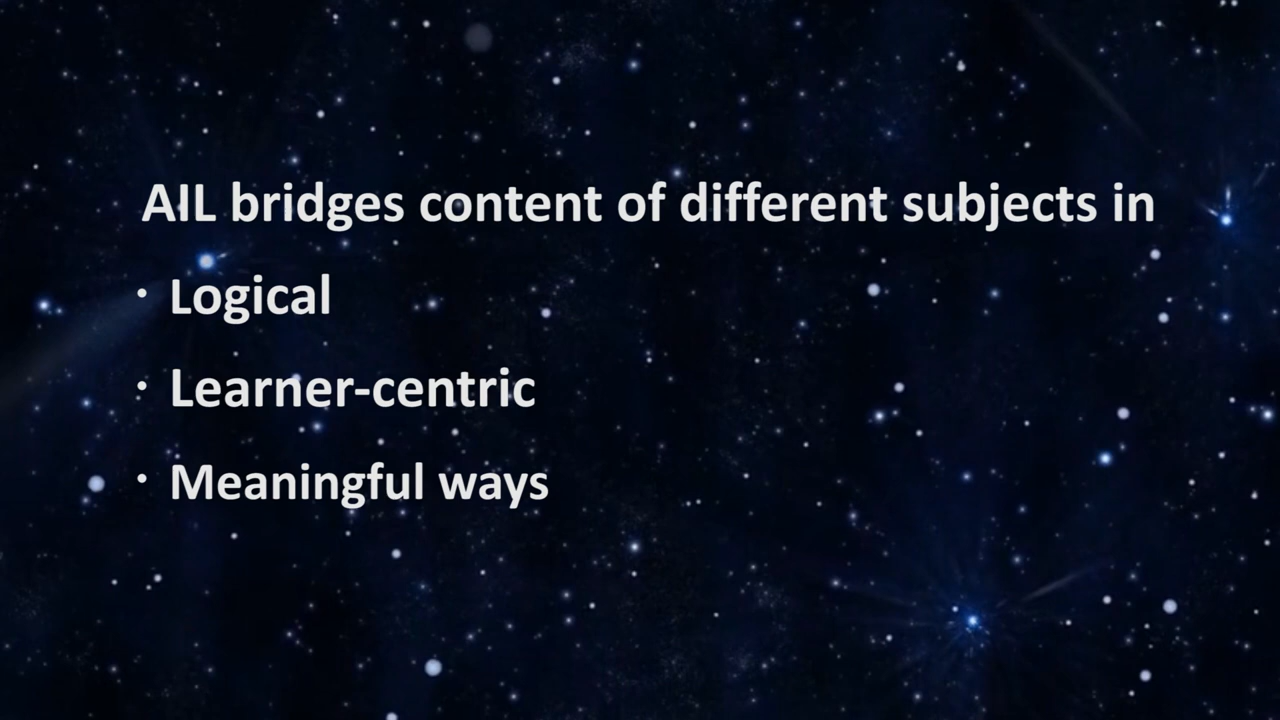 AIL bridges content of different subjects in
• Logical
• Learner-centric
• Meaningful ways